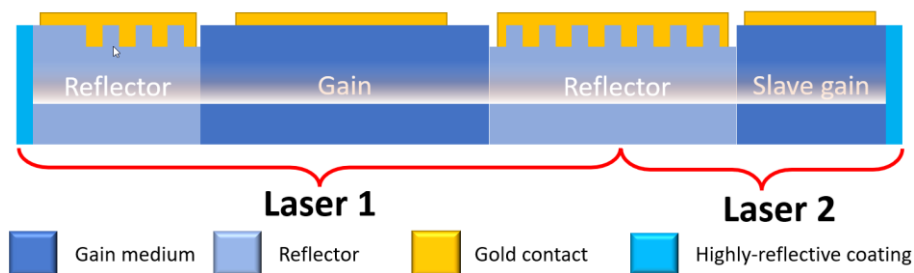 Reflector
Gain
Reflector
Slave gain
Laser 1
Laser 2
Gain medium
Reflector
Gold contact
Highly-reflective coating